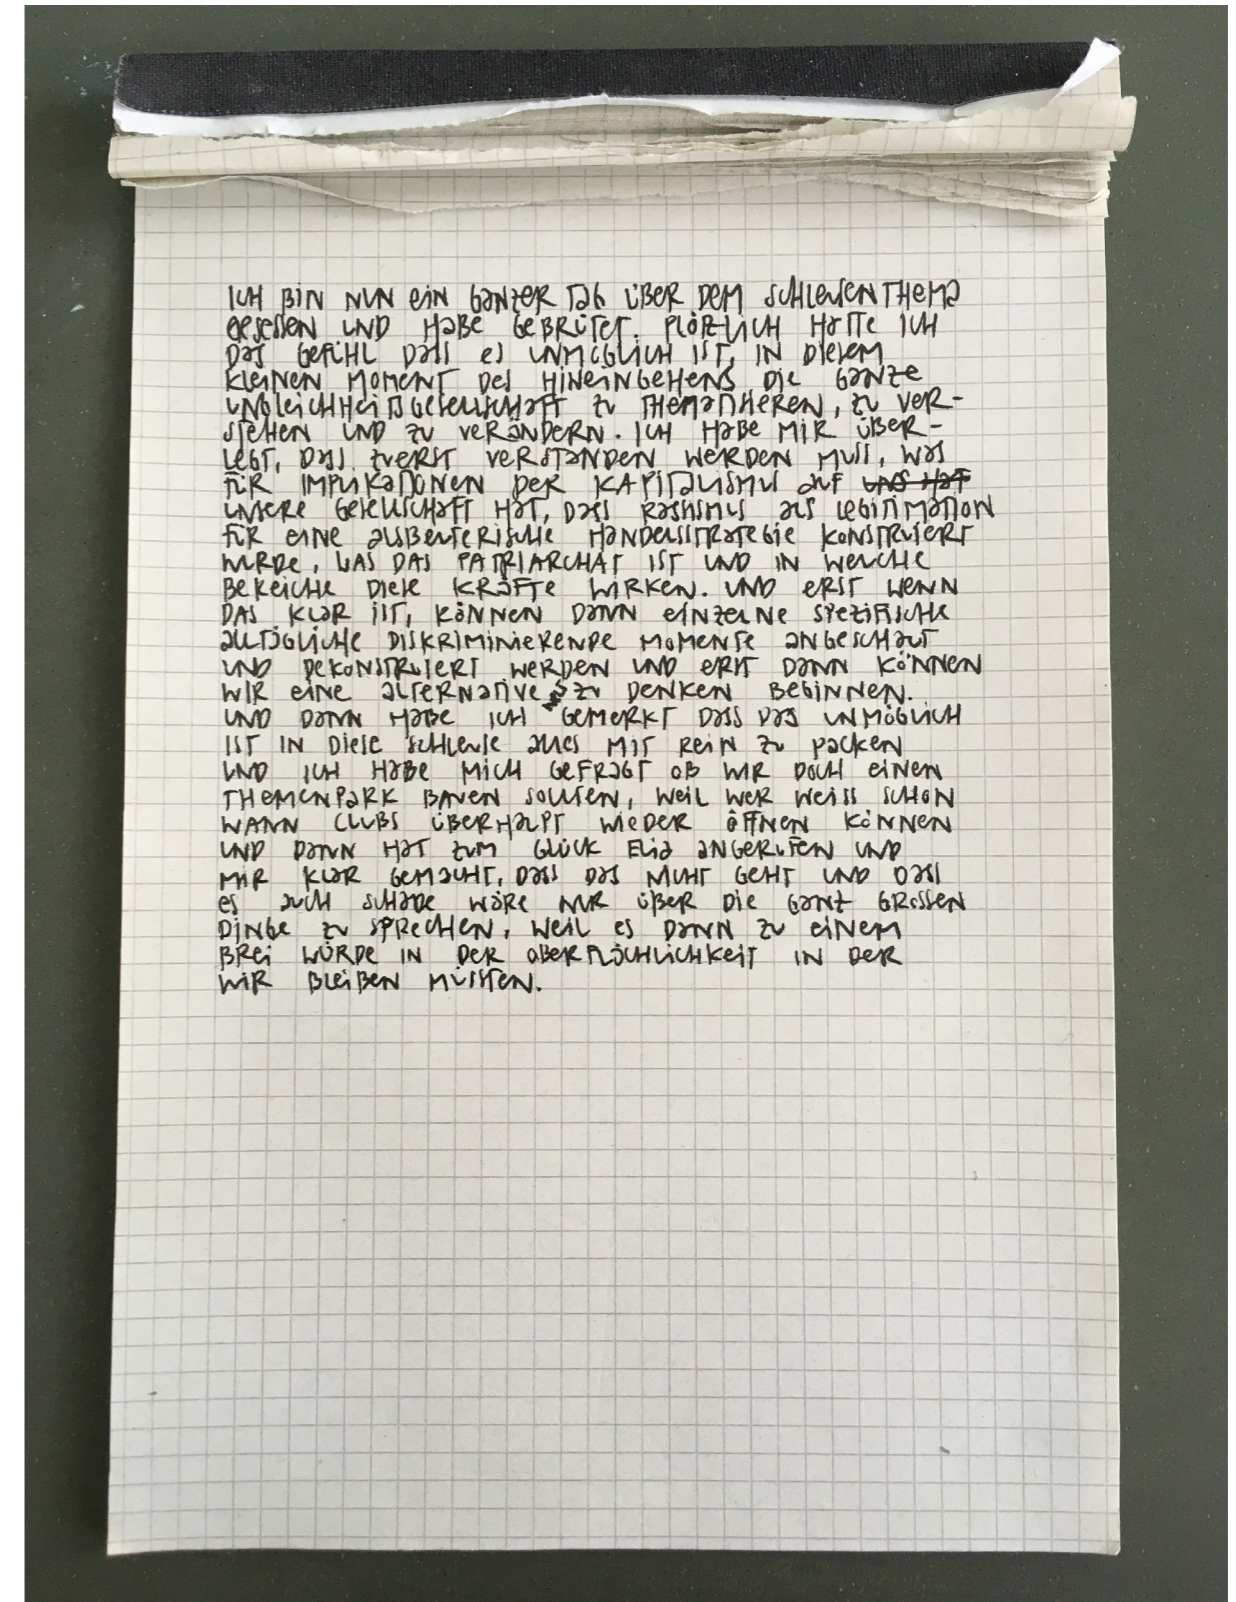 ICH BIN NUN EIN GANZER TAG ÜBER DEM SCHLEUSENTHEMA
GESESSEN UND HABE GEBRÜTET. PLÖTZLICH HATTE ICH
DAS GEFÜHL DASS ES UNMÖGLICH IST, IN DIESEM
KLEINEN MOMENT DES HINEINGEHENS DIE GANZE
UNGLEICHHEITSGESELLSCHAFT ZU THEMATISIEREN, ZU VER-
STEHEN UND ZU VERÄNDERN. ICH HABE MIR ÜBER-
LEGT, DASS ZUERST VERSTANDEN WERDEN MUSS, WAS
FÜR IMPLIKATIONEN DER KAPITALISMUS AUF UNS HAT
UNSERE GESELLSCHAFT HAT, DASS RASSISMUS ALS LEGITIMATION
FÜR EINE AUSBEUTERISCHE HANDELSSTRATEGIE KONSTRUIERT
WURDE, WAS DAS PATRIARCHAT IST UND IN WELCHE
BEREICHE DIESE KRÄFTE WIRKEN. UND ERST WENN
DAS KLAR IST, KÖNNEN DANN EINZELNE SPEZIFISCHE
ALLTÄGLICHE DISKRIMINIERENDE MOMENTE ANGESCHAUT
UND DEKONSTRUIERT WERDEN UND ERST DANN KÖNNEN
WIR EINE ALTERNATIVE ZU DENKEN BEGINNEN.
UND DANN HABE ICH GEMERKT DASS DAS UNMÖGLICH
IST IN DIESE SCHLEUSE ALLES MIT REIN ZU PACKEN
UND ICH HABE MICH GEFRAGT OB WIR DOCH EINEN
THEMENPARK BAUEN SOLLTEN, WEIL WER WEISS SCHON
WANN CLUBS ÜBERHAUPT WIEDER ÖFFNEN KÖNNEN
UND DANN HAT ZUM GLÜCK ELIA ANGERUFEN UND
MIR KLAR GEMACHT, DASS DAS NICHT GEHT UND DASS
ES AUCH SCHADE WÄRE NUR ÜBER DIE GANZ GROSSEN
DINGE ZU SPRECHEN, WEIL ES DANN ZU EINEM
BREI WÜRDE IN DER OBERFLÄCHLICHKEIT IN DER
WIR BLEIBEN MÜSSTEN.